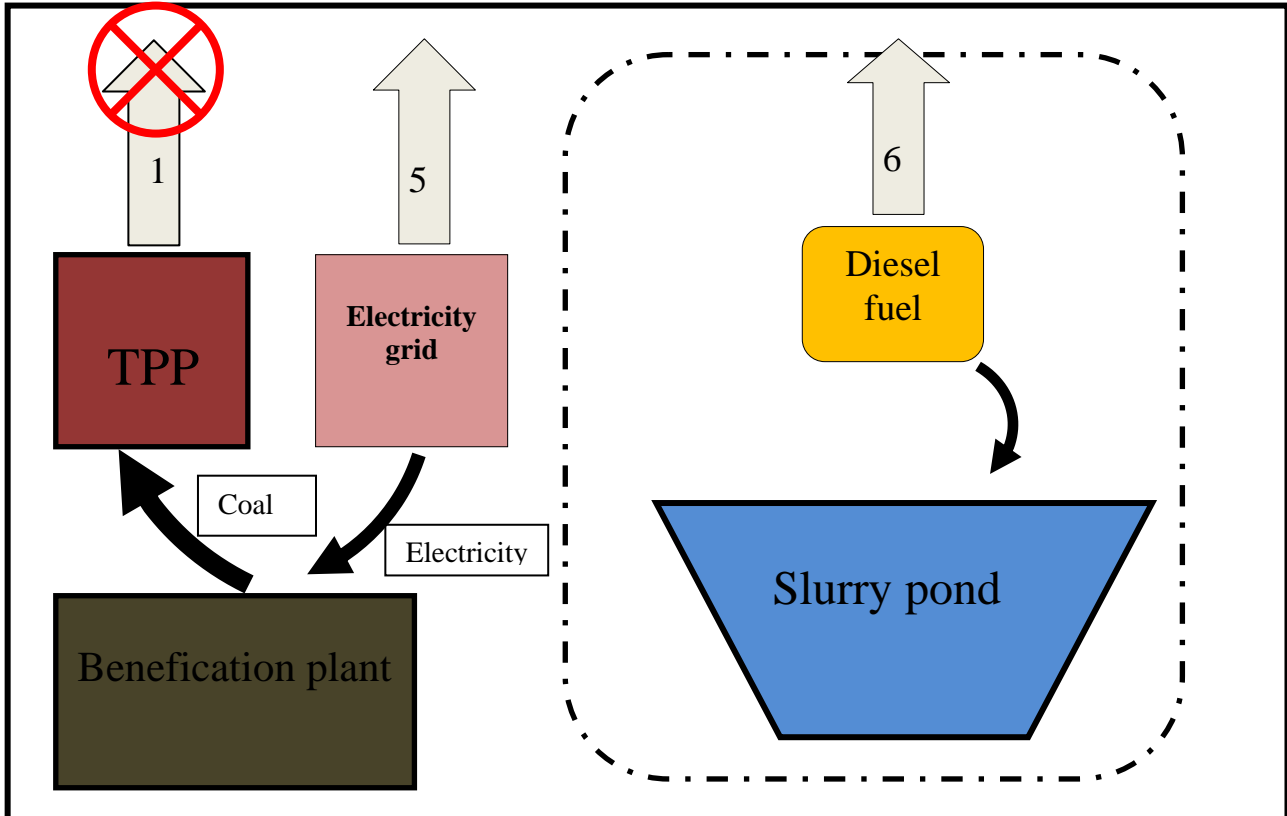 1
5
6
TPP
Electricity
grid
Diesel
fuel
Coal
Electricity
Benefication plant
Slurry pond